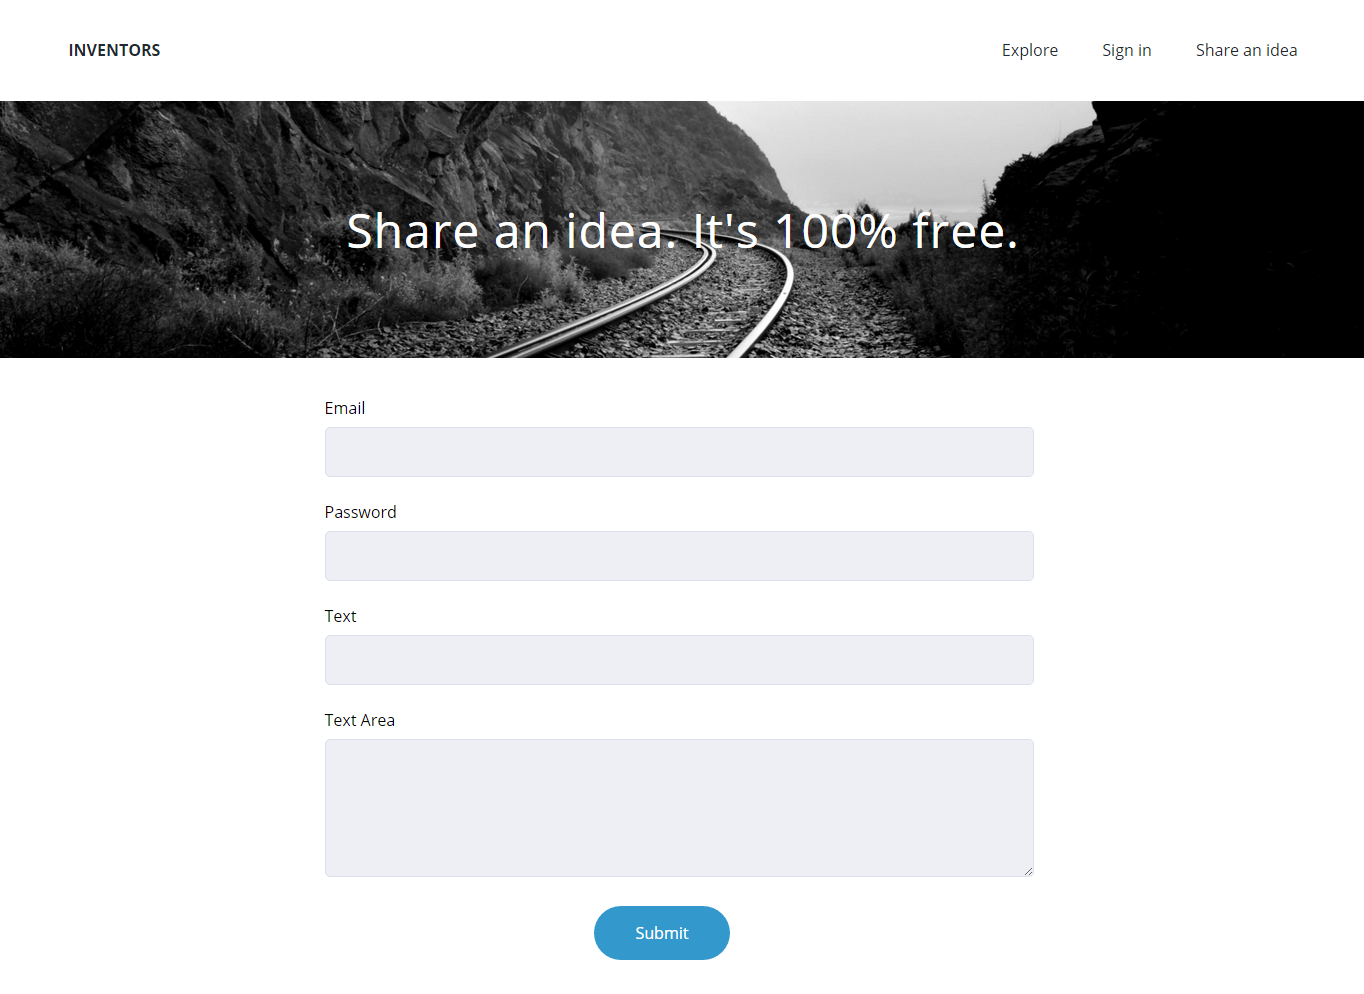 INVENTORS
Explore
Sign in
Share an idea
Share an idea. It's 100% free.
Email
Password
Text
Text Area
Submit